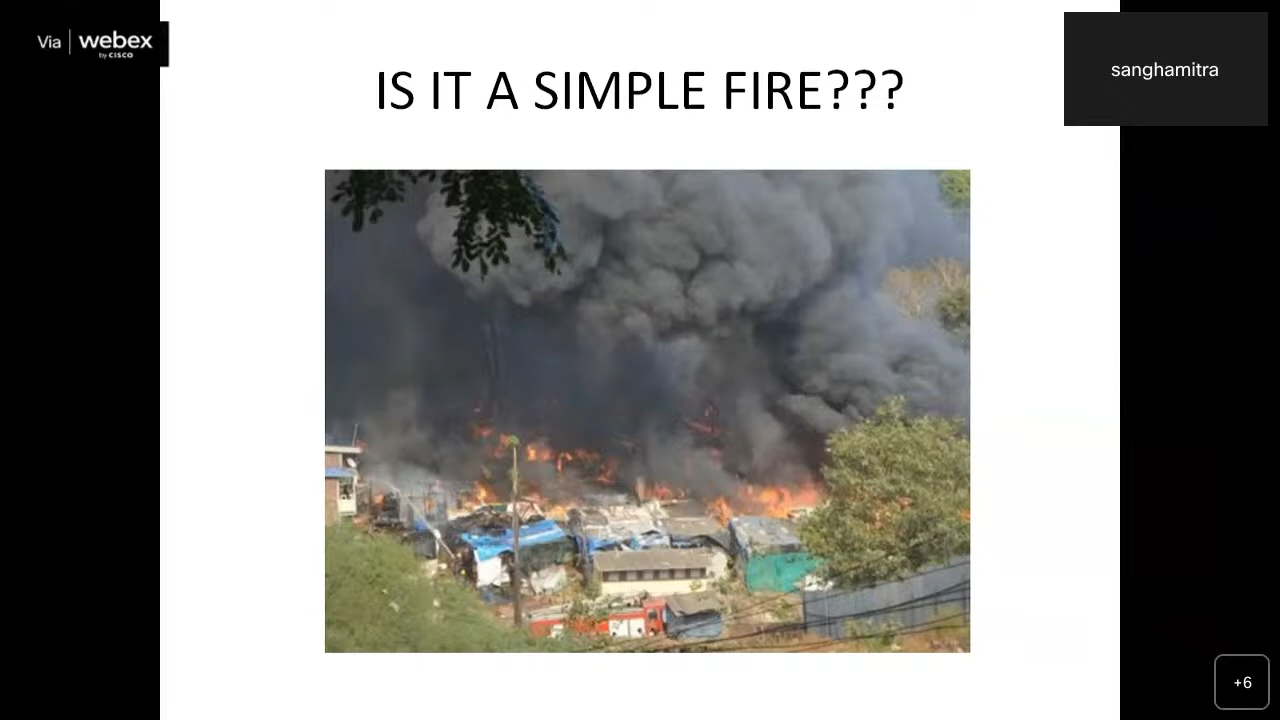 Via | webex
by CISCO
IS IT A SIMPLE FIRE???
sanghamitra
+6